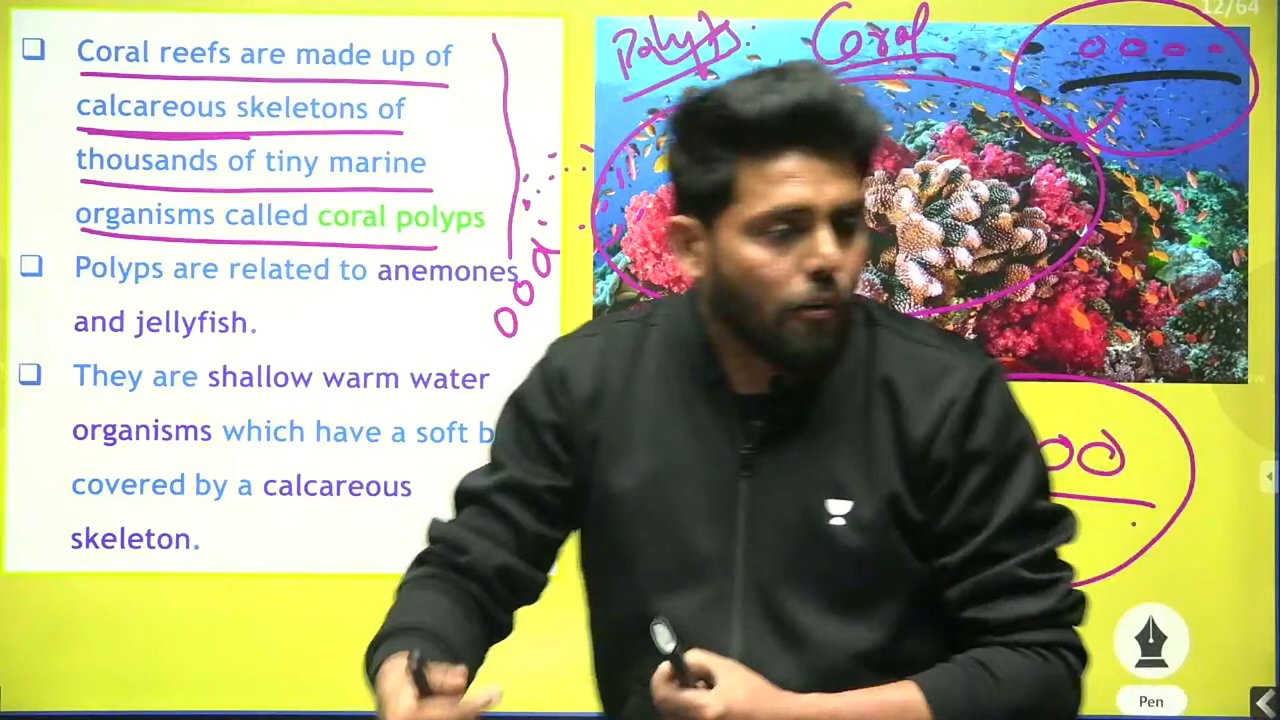 12/64
Polyps. Coral.
❑ Coral reefs are made up of
calcareous skeletons of
thousands of tiny marine
organisms called coral polyps
❑ Polyps are related to anemones
and jellyfish.
❑ They are shallow warm water
organisms which have a soft b
covered by a calcareous
skeleton.
Pen